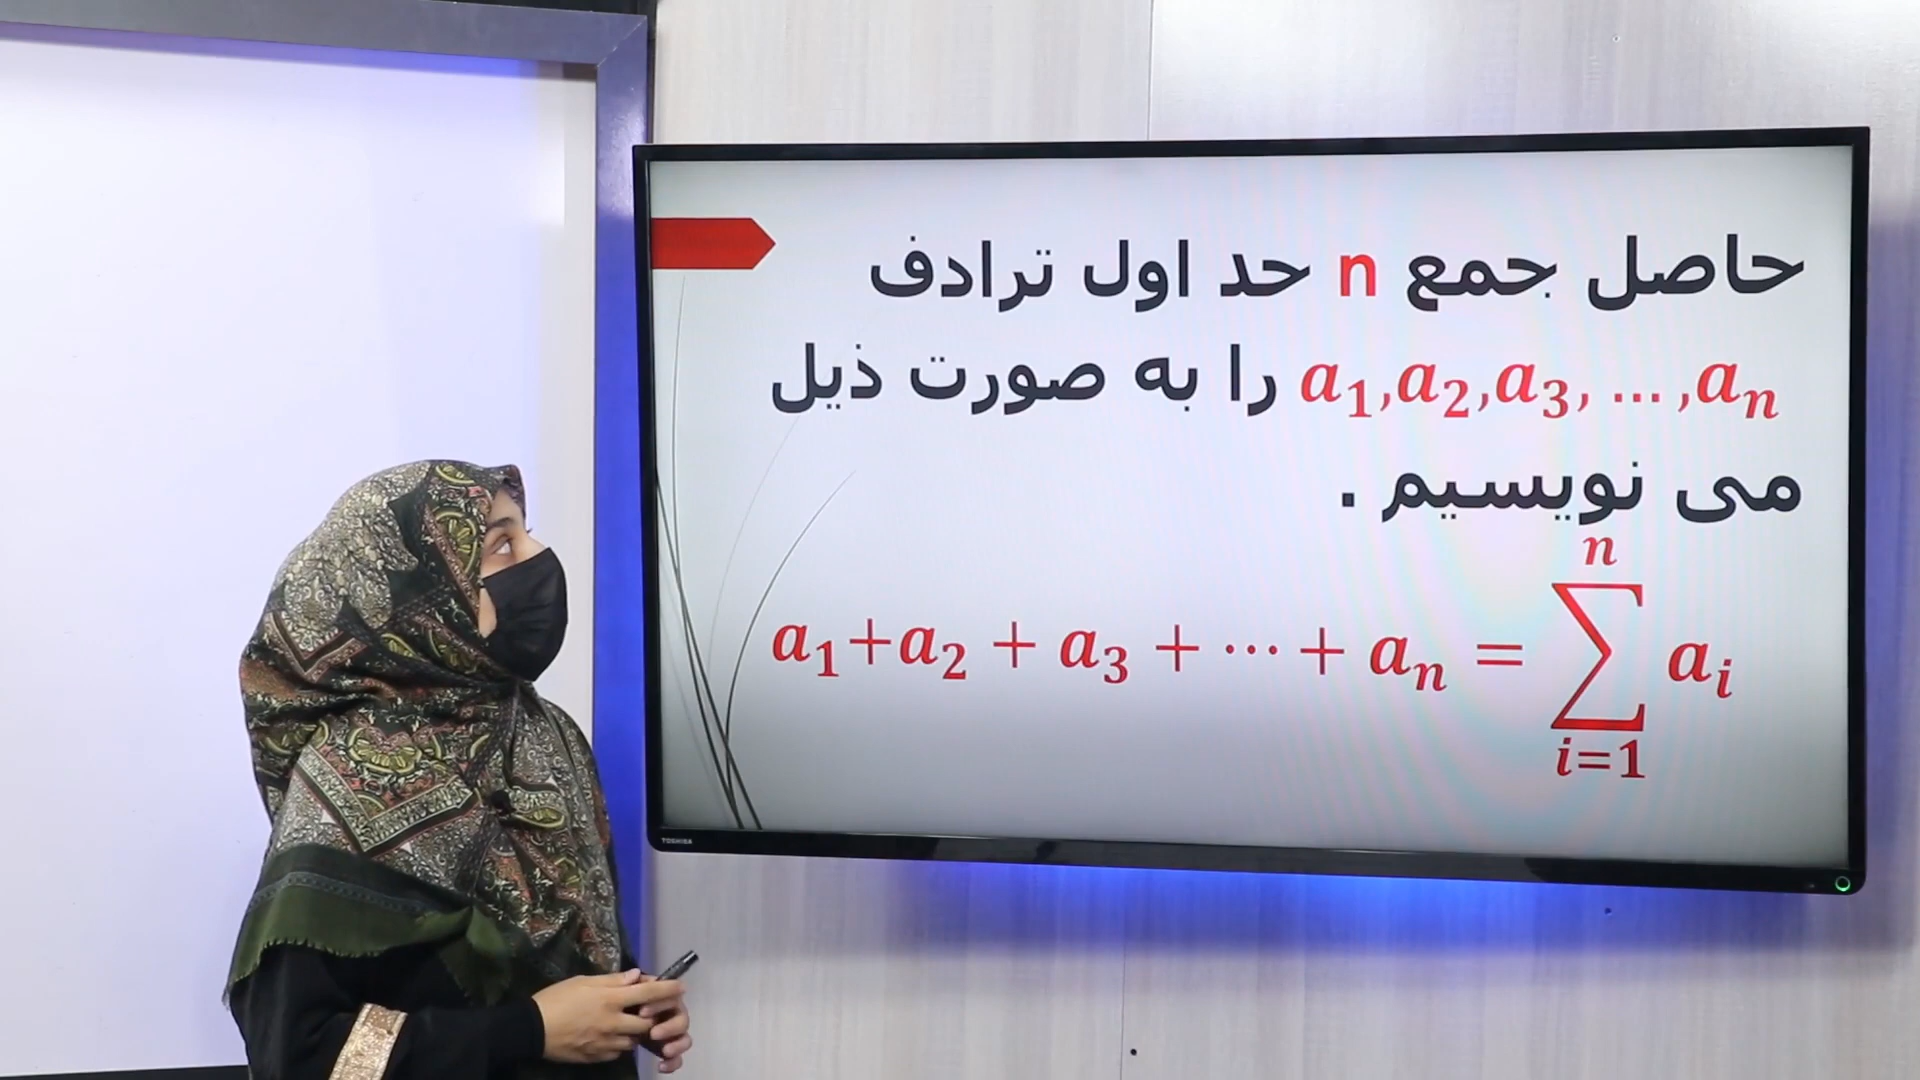 حاصل جمع n حد اول ترادف
a₁,a₂,a₃, … ,aₙ را به صورت ذیل
می نویسیم .
a₁+a₂ + a₃ + ⋯ + aₙ = ∑ᵢ₌₁ⁿ aᵢ
TOSHIBA